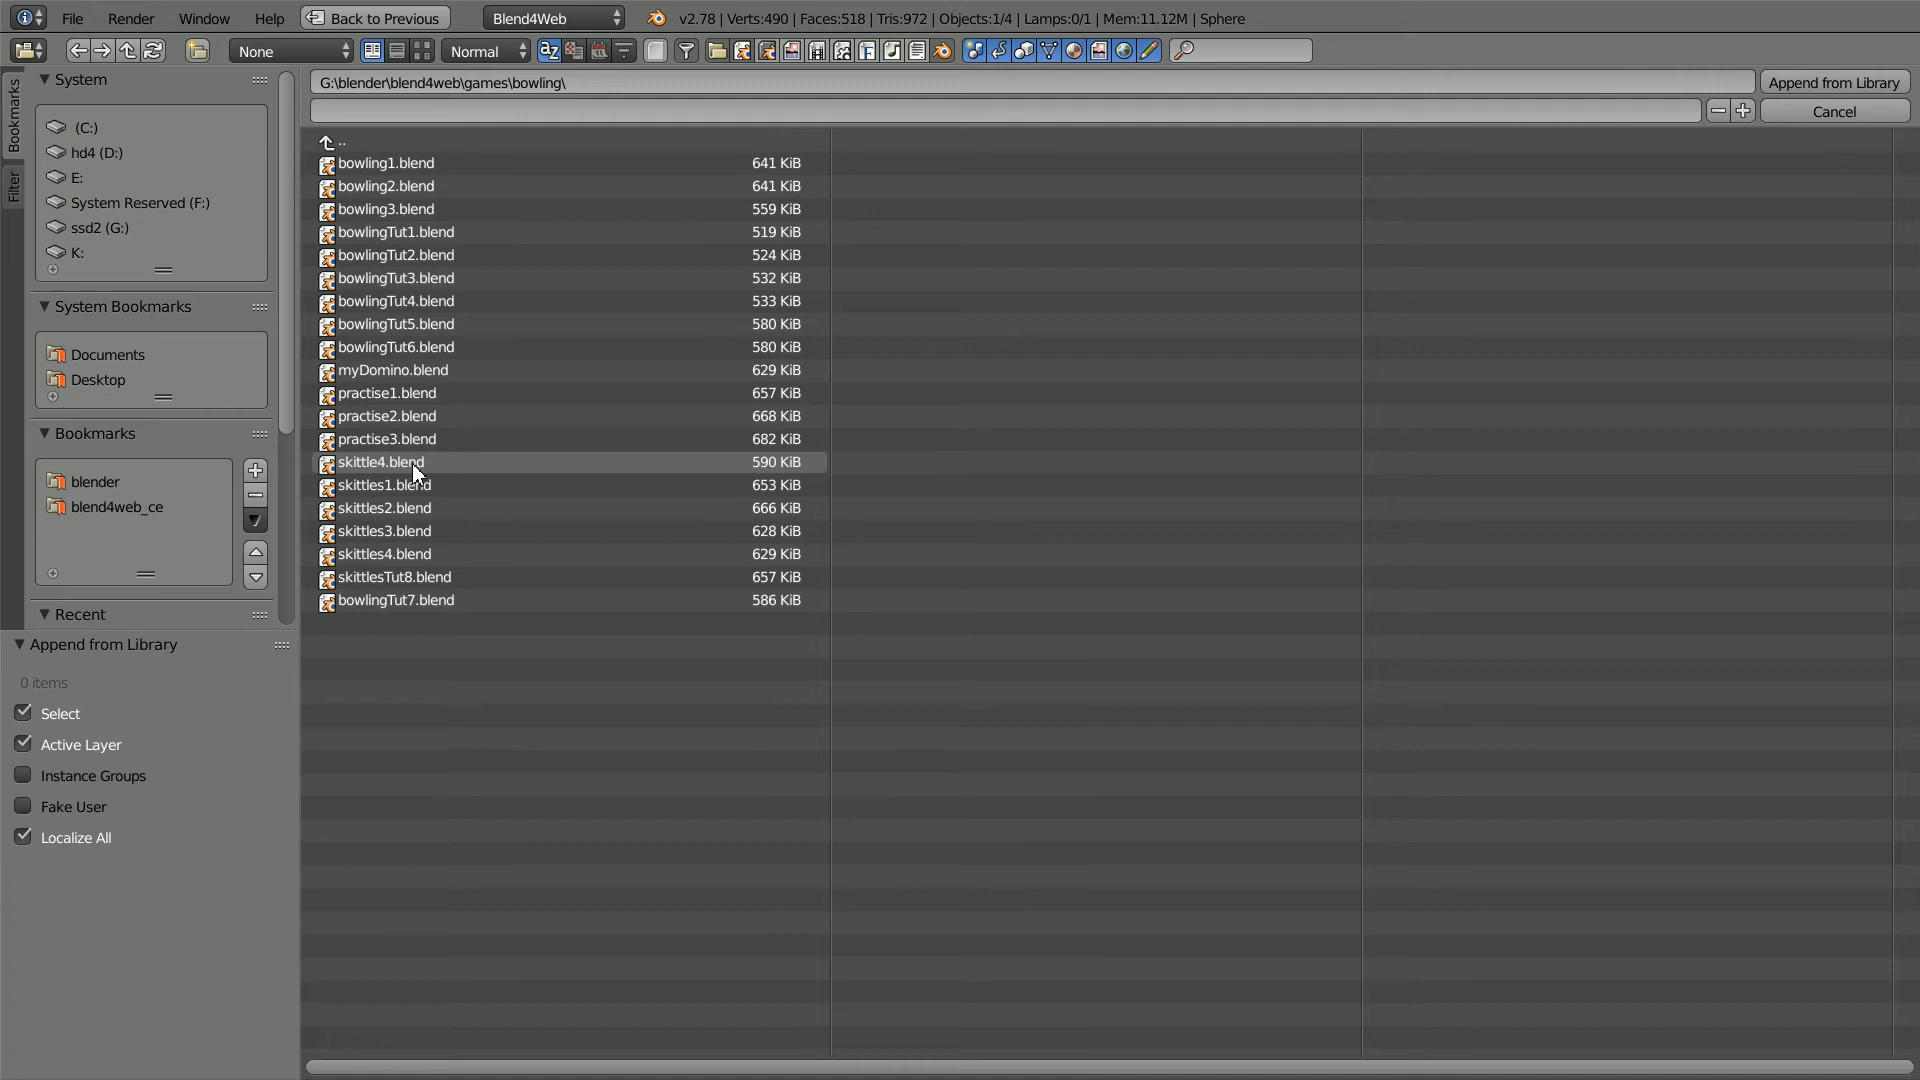 File Render Window Help Back to Previous Blend4Web v2.78 | Verts:490 | Faces:518 | Tris:972 | Objects:1/4 | Lamps:0/1 | Mem:11.12M | Sphere
None Normal
System
G:\blender\blend4web\games\bowling\ Append from Library
Cancel
Bookmarks
Filter
(C:)
hd4 (D:)
E:
System Reserved (F:)
ssd2 (G:)
K:
System Bookmarks
Documents
Desktop
Bookmarks
blender
blend4web_ce
Recent
Append from Library
0 items
Select
Active Layer
Instance Groups
Fake User
Localize All
..
bowling1.blend 641 KiB
bowling2.blend 641 KiB
bowling3.blend 559 KiB
bowlingTut1.blend 519 KiB
bowlingTut2.blend 524 KiB
bowlingTut3.blend 532 KiB
bowlingTut4.blend 533 KiB
bowlingTut5.blend 580 KiB
bowlingTut6.blend 580 KiB
myDomino.blend 629 KiB
practise1.blend 657 KiB
practise2.blend 668 KiB
practise3.blend 682 KiB
skittle4.blend 590 KiB
skittles1.blend 653 KiB
skittles2.blend 666 KiB
skittles3.blend 628 KiB
skittles4.blend 629 KiB
skittlesTut8.blend 657 KiB
bowlingTut7.blend 586 KiB